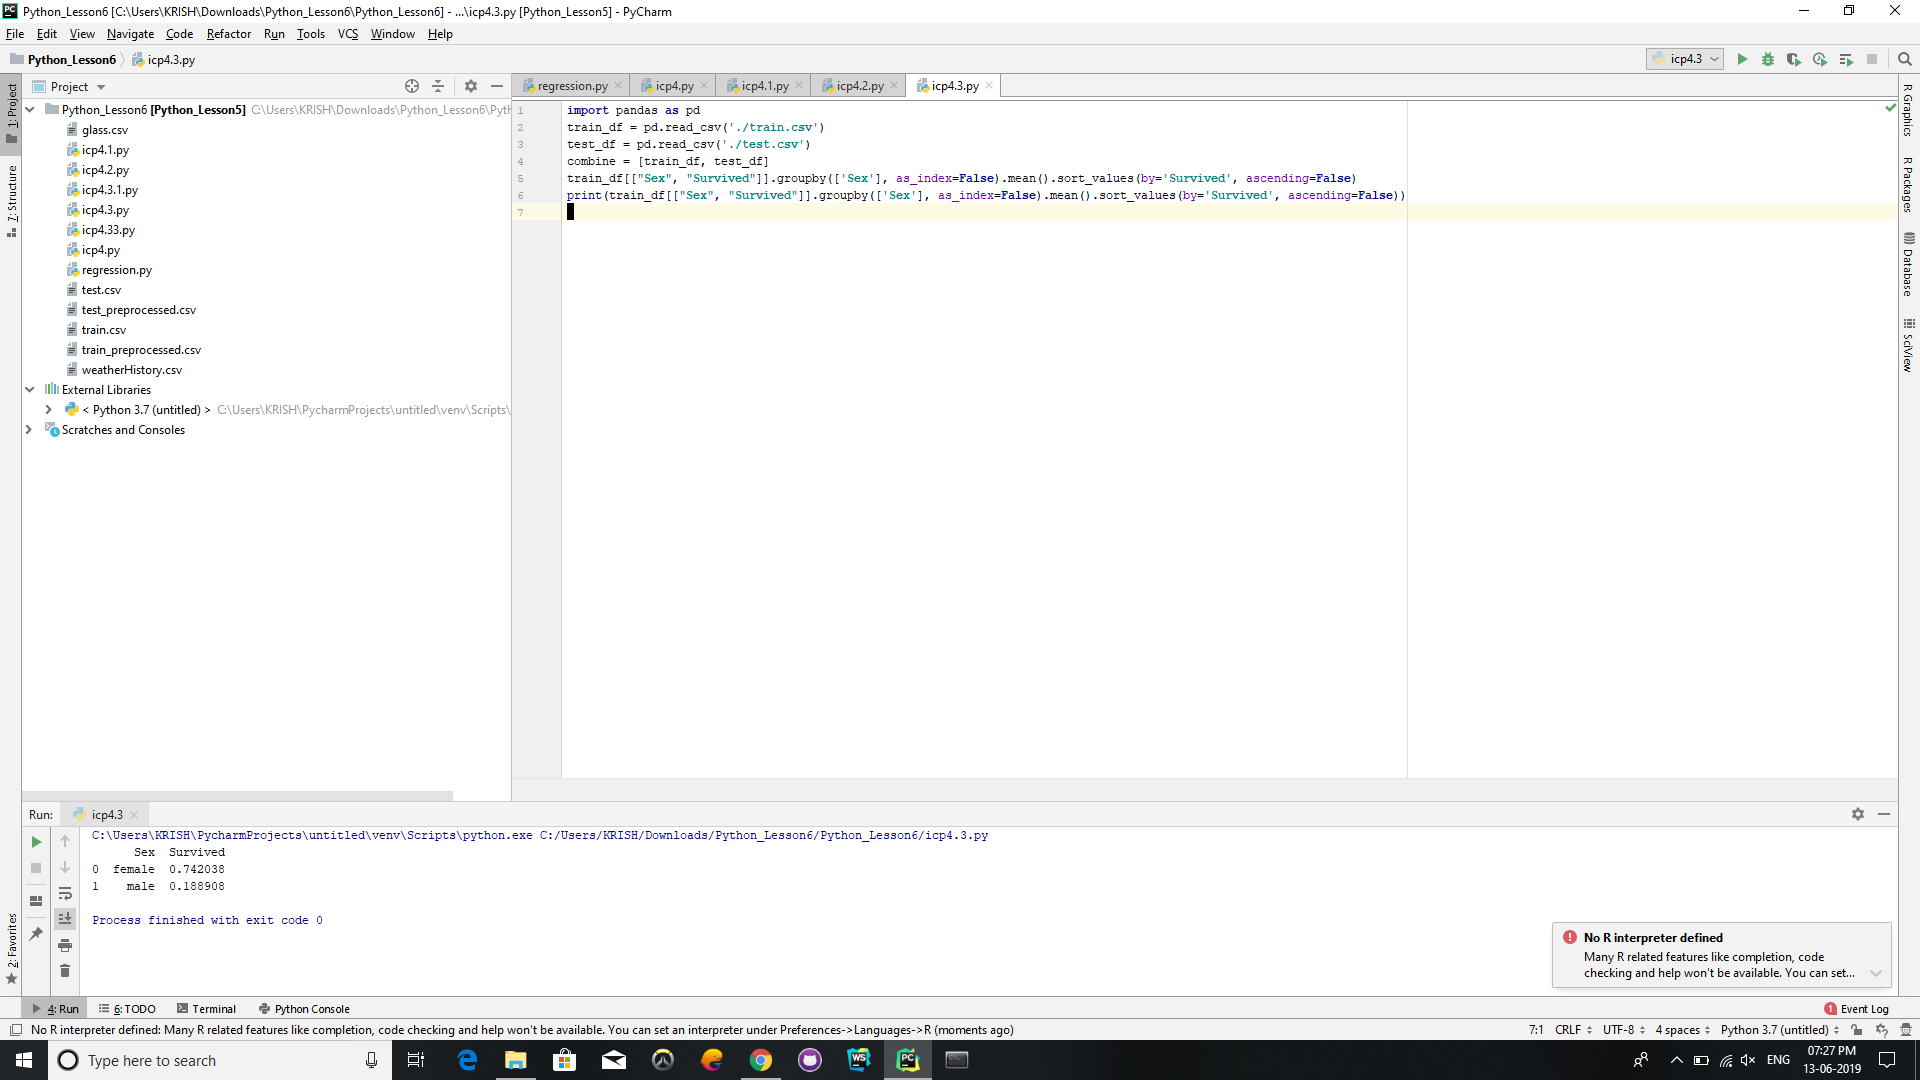 Python_Lesson6 [C:\Users\KRISH\Downloads\Python_Lesson6\Python_Lesson6] - ...\icp4.3.py [Python_Lesson5] - PyCharm
File Edit View Navigate Code Refactor Run Tools VCS Window Help
Python_Lesson6 icp4.3.py
icp4.3
Project
regression.py icp4.py icp4.1.py icp4.2.py icp4.3.py
1: Project
7: Structure
2: Favorites
Python_Lesson6 [Python_Lesson5] C:\Users\KRISH\Downloads\Python_Lesson6\Pyth
glass.csv
icp4.1.py
icp4.2.py
icp4.3.1.py
icp4.3.py
icp4.33.py
icp4.py
regression.py
test.csv
test_preprocessed.csv
train.csv
train_preprocessed.csv
weatherHistory.csv
External Libraries
< Python 3.7 (untitled) > C:\Users\KRISH\PycharmProjects\untitled\venv\Scripts\
Scratches and Consoles
1 import pandas as pd
2 train_df = pd.read_csv('./train.csv')
3 test_df = pd.read_csv('./test.csv')
4 combine = [train_df, test_df]
5 train_df[["Sex", "Survived"]].groupby(['Sex'], as_index=False).mean().sort_values(by='Survived', ascending=False)
6 print(train_df[["Sex", "Survived"]].groupby(['Sex'], as_index=False).mean().sort_values(by='Survived', ascending=False))
7
R Graphics
R Packages
Database
SciView
Run: icp4.3
C:\Users\KRISH\PycharmProjects\untitled\venv\Scripts\python.exe C:/Users/KRISH/Downloads/Python_Lesson6/Python_Lesson6/icp4.3.py
Sex Survived
0 female 0.742038
1 male 0.188908
Process finished with exit code 0
No R interpreter defined
Many R related features like completion, code
checking and help won't be available. You can set...
4: Run 6: TODO Terminal Python Console
1 Event Log
No R interpreter defined: Many R related features like completion, code checking and help won't be available. You can set an interpreter under Preferences->Languages->R (moments ago)
7:1 CRLF UTF-8 4 spaces Python 3.7 (untitled)
Type here to search
ENG
07:27 PM
13-06-2019